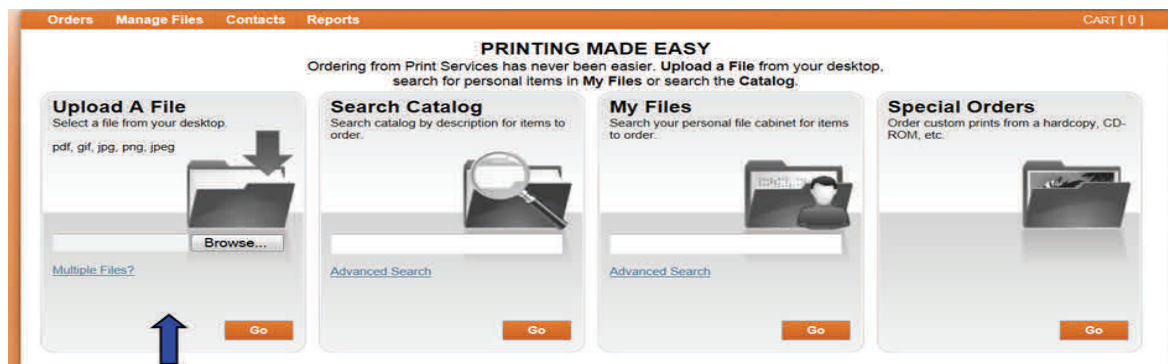 Orders Manage Files Contacts Reports CART [ 0 ]
PRINTING MADE EASY
Ordering from Print Services has never been easier. Upload a File from your desktop,
search for personal items in My Files or search the Catalog.
Upload A File
Select a file from your desktop.
pdf, gif, jpg, png, jpeg
Browse...
Multiple Files?
Go
Search Catalog
Search catalog by description for items to
order.
Advanced Search
Go
My Files
Search your personal file cabinet for items
to order.
Advanced Search
Go
Special Orders
Order custom prints from a hardcopy, CD-
ROM, etc.
Go